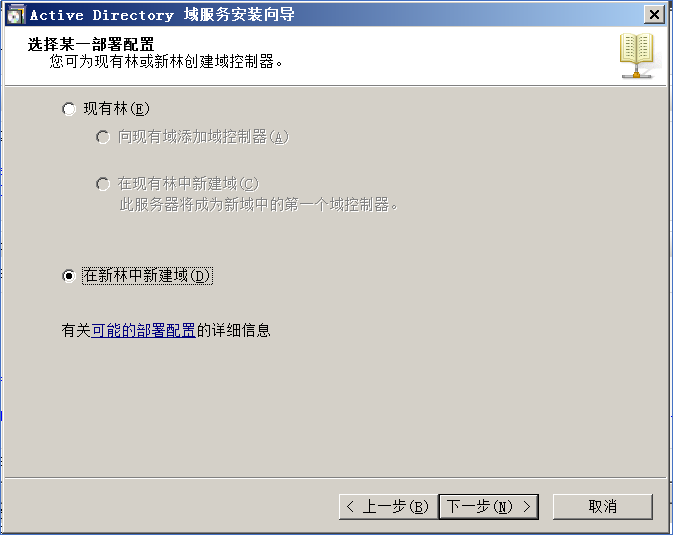 Active Directory 域服务安装向导
选择某一部署配置
您可为现有林或新林创建域控制器。
现有林(E)
向现有域添加域控制器(A)
在现有林中新建域(C)
此服务器将成为新域中的第一个域控制器。
在新林中新建域(D)
有关可能的部署配置的详细信息
< 上一步(B) 下一步(N) > 取消